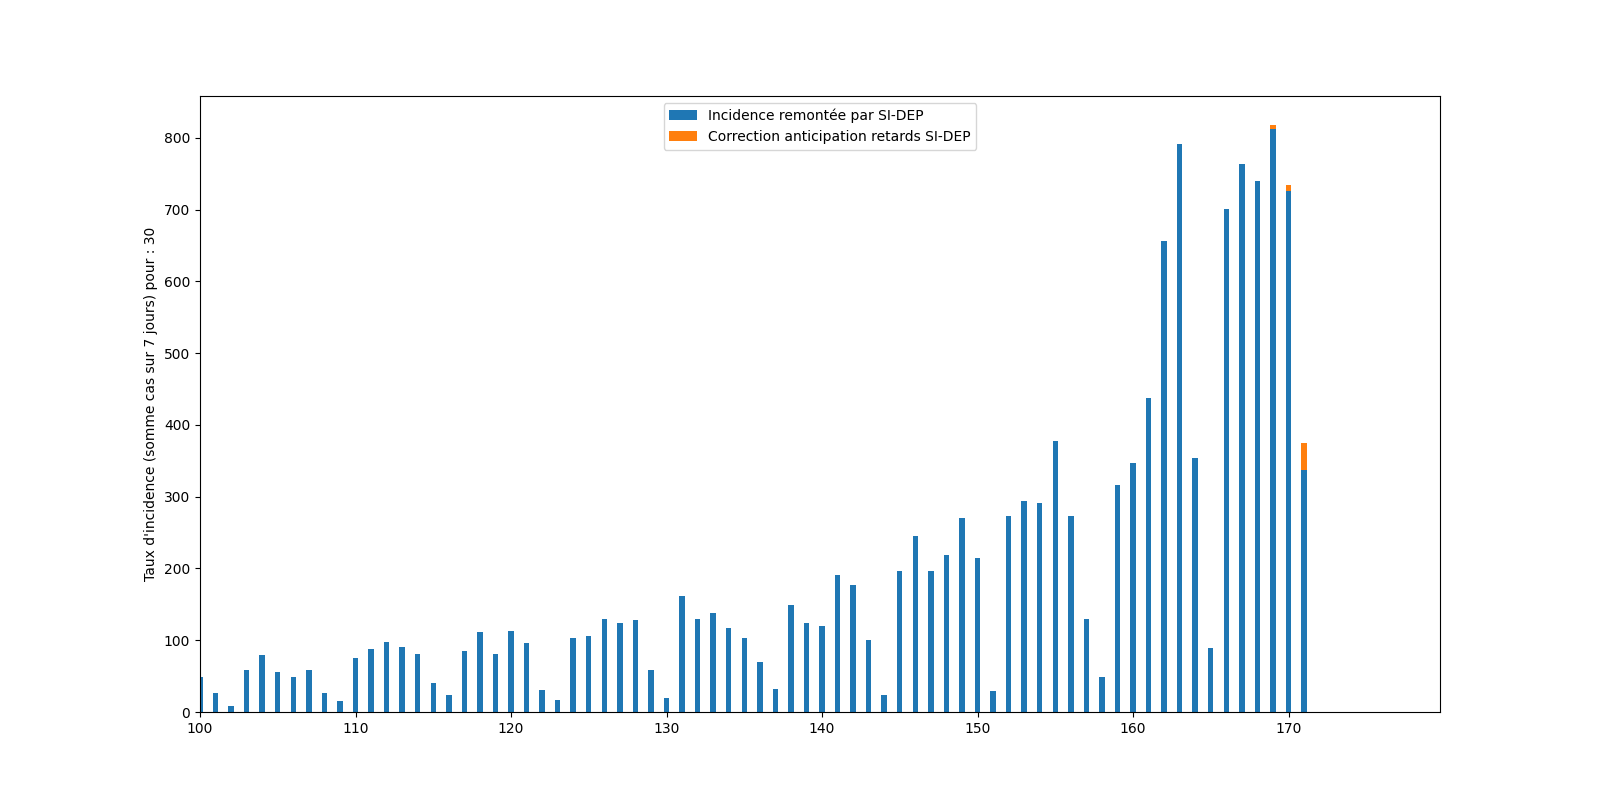 Incidence remontée par SI-DEP
Correction anticipation retards SI-DEP
Taux d'incidence (somme cas sur 7 jours) pour : 30
800
700
600
500
400
300
200
100
0
100 110 120 130 140 150 160 170